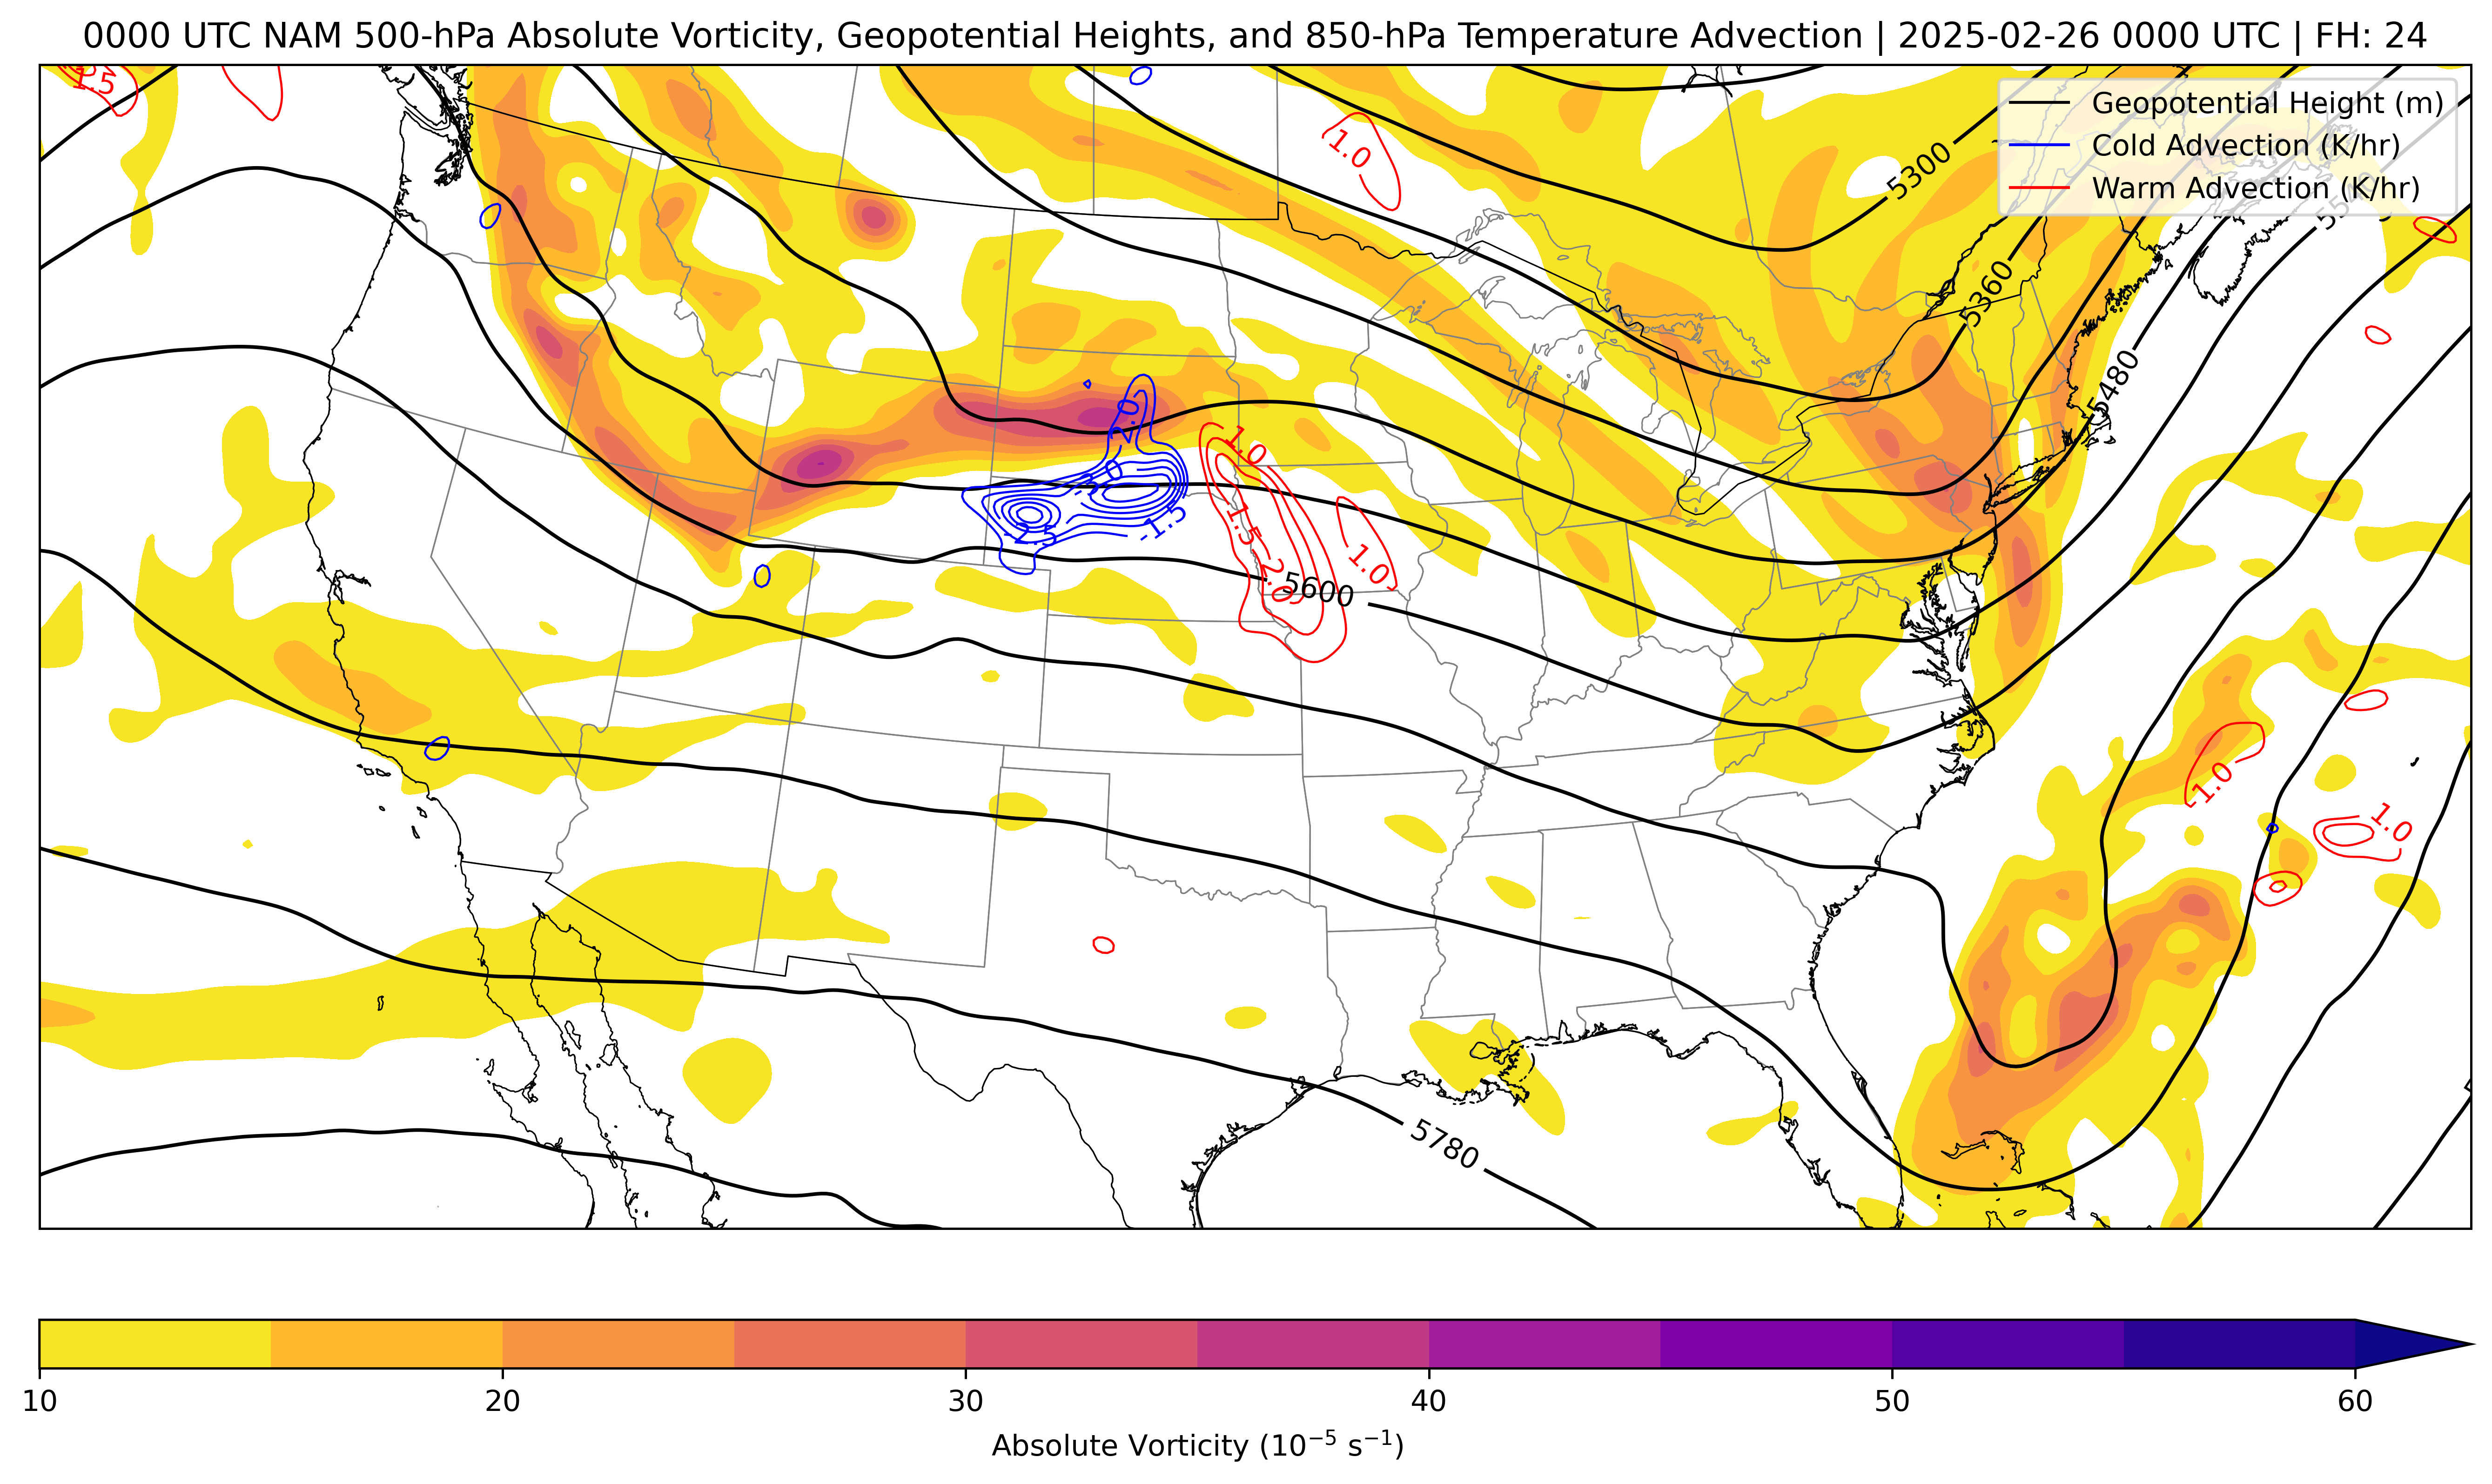 0000 UTC NAM 500-hPa Absolute Vorticity, Geopotential Heights, and 850-hPa Temperature Advection | 2025-02-26 0000 UTC | FH: 24
Geopotential Height (m)
Cold Advection (K/hr)
Warm Advection (K/hr)
1.5
1.0
5300
5360
5480
1.0
-2.0
-2.5
-1.5
1.5
2.0
1.0
5600
1.0
1.0
5780
10 20 30 40 50 60
Absolute Vorticity (10⁻⁵ s⁻¹)